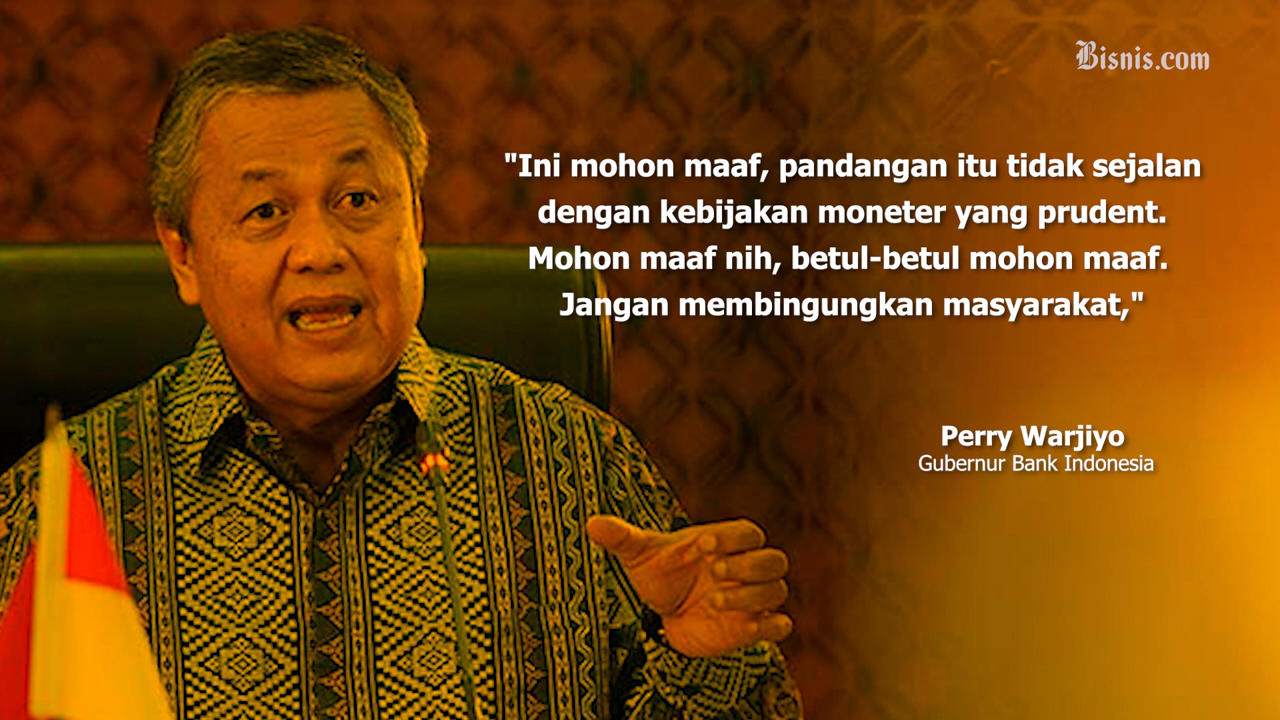 Bisnis.com
"Ini mohon maaf, pandangan itu tidak sejalan
dengan kebijakan moneter yang prudent.
Mohon maaf nih, betul-betul mohon maaf.
Jangan membingungkan masyarakat,"
Perry Warjiyo
Gubernur Bank Indonesia